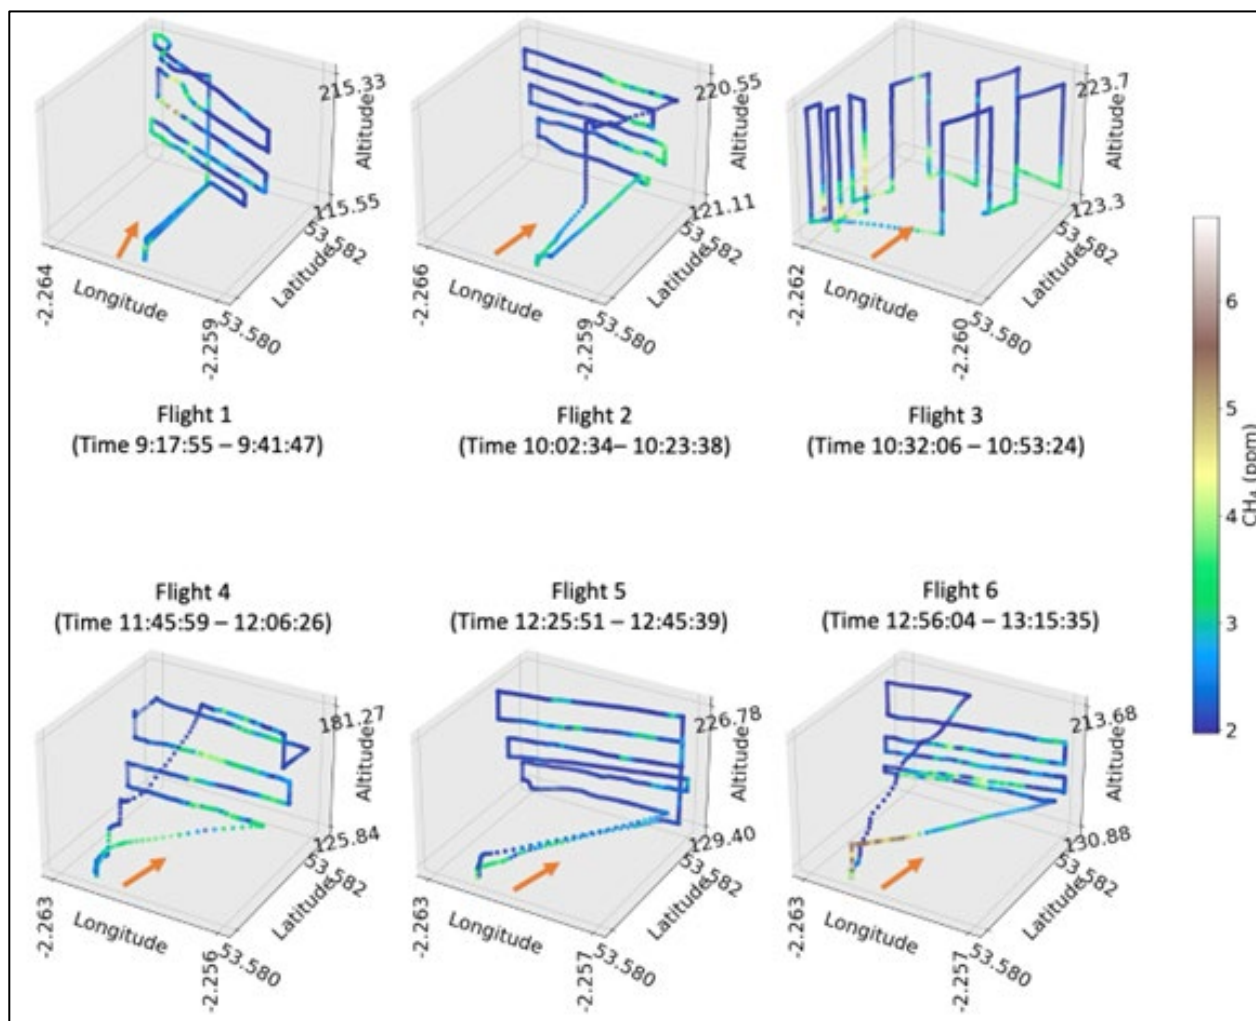 215.33
Altitude
115.55
53.582
Latitude
53.580
-2.264
Longitude
-2.259
220.55
Altitude
121.11
53.582
Latitude
53.580
-2.266
Longitude
-2.259
223.7
Altitude
123.3
53.582
Latitude
53.580
-2.262
Longitude
-2.260
Flight 1
(Time 9:17:55 – 9:41:47)
Flight 2
(Time 10:02:34– 10:23:38)
Flight 3
(Time 10:32:06 – 10:53:24)
6
5
4
3
2
CH₄ (ppm)
Flight 4
(Time 11:45:59 – 12:06:26)
Flight 5
(Time 12:25:51 – 12:45:39)
Flight 6
(Time 12:56:04 – 13:15:35)
181.27
Altitude
125.84
53.582
Latitude
53.580
-2.263
Longitude
-2.256
226.78
Altitude
129.40
53.582
Latitude
53.580
-2.263
Longitude
-2.257
213.68
Altitude
130.88
53.582
Latitude
53.580
-2.263
Longitude
-2.257